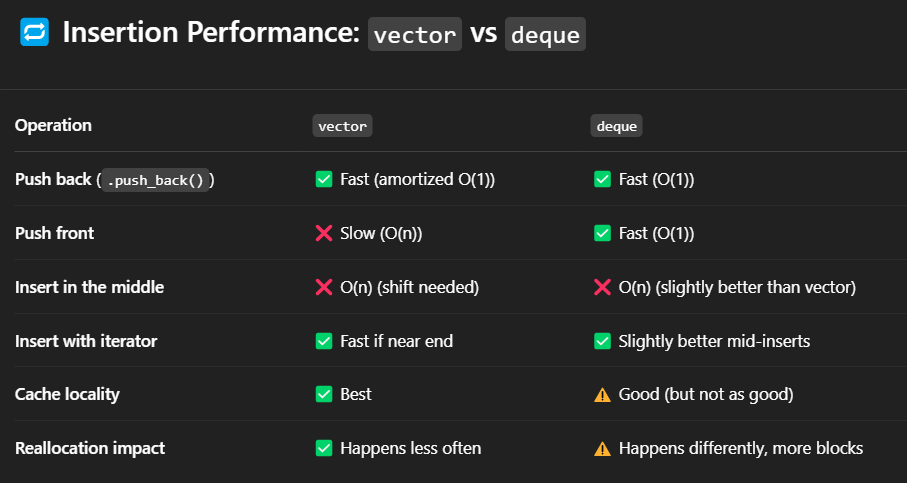 Insertion Performance: vector vs deque
Operation vector deque
Push back (.push_back()) ✅ Fast (amortized O(1)) ✅ Fast (O(1))
Push front ❌ Slow (O(n)) ✅ Fast (O(1))
Insert in the middle ❌ O(n) (shift needed) ❌ O(n) (slightly better than vector)
Insert with iterator ✅ Fast if near end ✅ Slightly better mid-inserts
Cache locality ✅ Best ⚠️ Good (but not as good)
Reallocation impact ✅ Happens less often ⚠️ Happens differently, more blocks